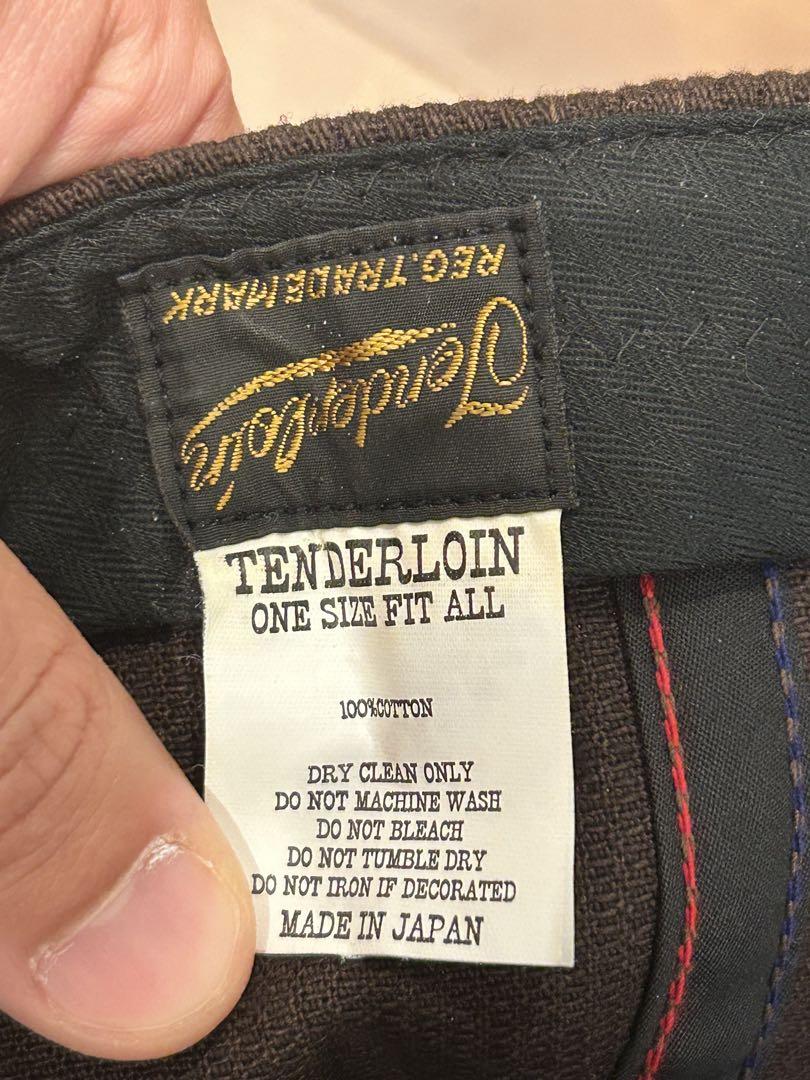 REG. TRADE MARK
Tenderloin
TENDERLOIN
ONE SIZE FIT ALL
100%COTTON
DRY CLEAN ONLY
DO NOT MACHINE WASH
DO NOT BLEACH
DO NOT TUMBLE DRY
DO NOT IRON IF DECORATED
MADE IN JAPAN